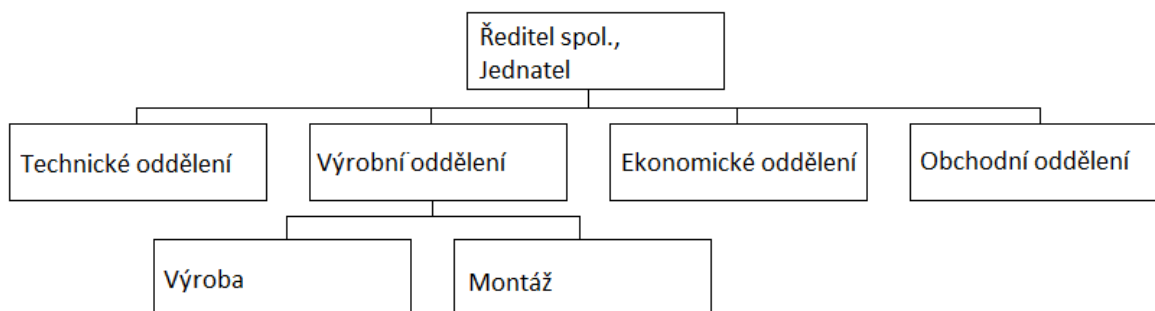 Ředitel spol.,
Jednatel
Technické oddělení
Výrobní oddělení
Ekonomické oddělení
Obchodní oddělení
Výroba
Montáž